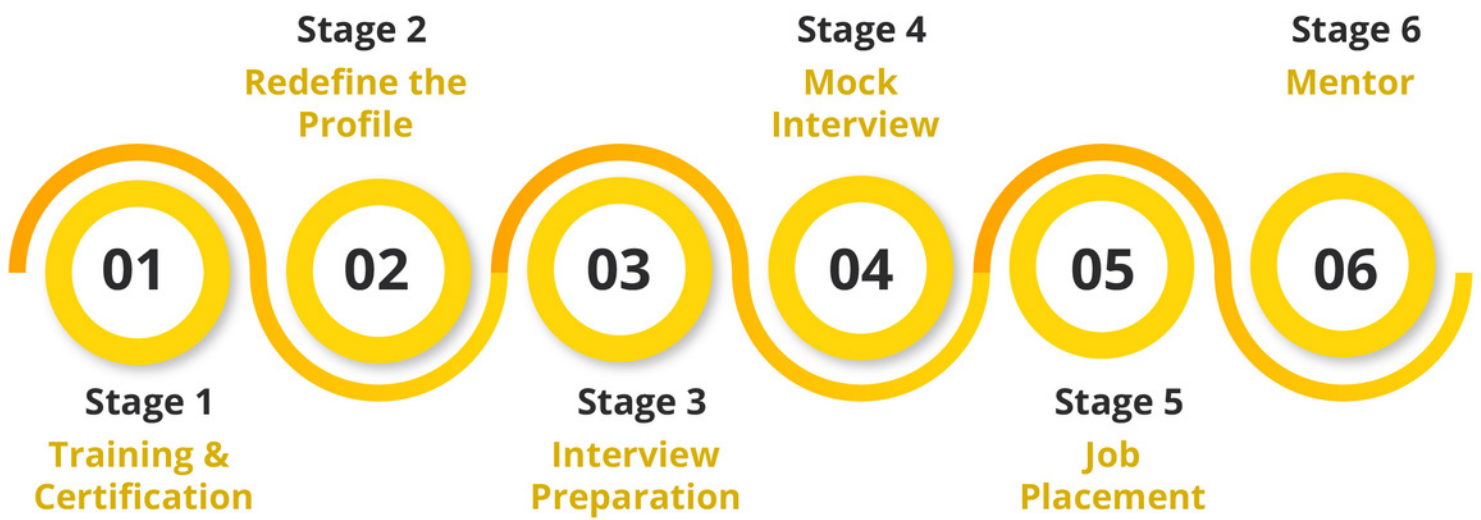 Stage 2
Redefine the
Profile
Stage 4
Mock
Interview
Stage 6
Mentor
01
02
03
04
05
06
Stage 1
Training &
Certification
Stage 3
Interview
Preparation
Stage 5
Job
Placement